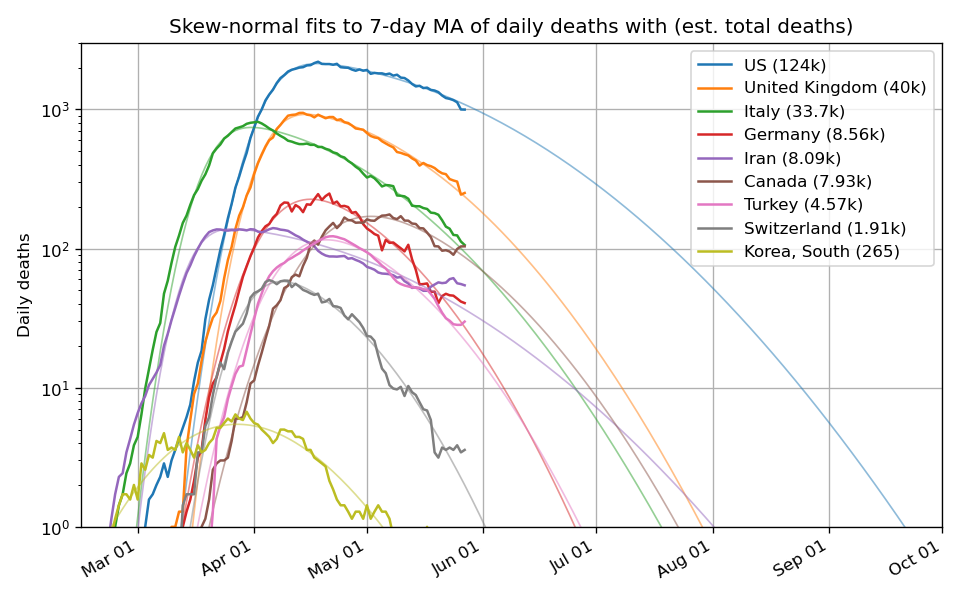 Skew-normal fits to 7-day MA of daily deaths with (est. total deaths)
Daily deaths
10³
10²
10¹
10⁰
US (124k)
United Kingdom (40k)
Italy (33.7k)
Germany (8.56k)
Iran (8.09k)
Canada (7.93k)
Turkey (4.57k)
Switzerland (1.91k)
Korea, South (265)
Mar 01
Apr 01
May 01
Jun 01
Jul 01
Aug 01
Sep 01
Oct 01